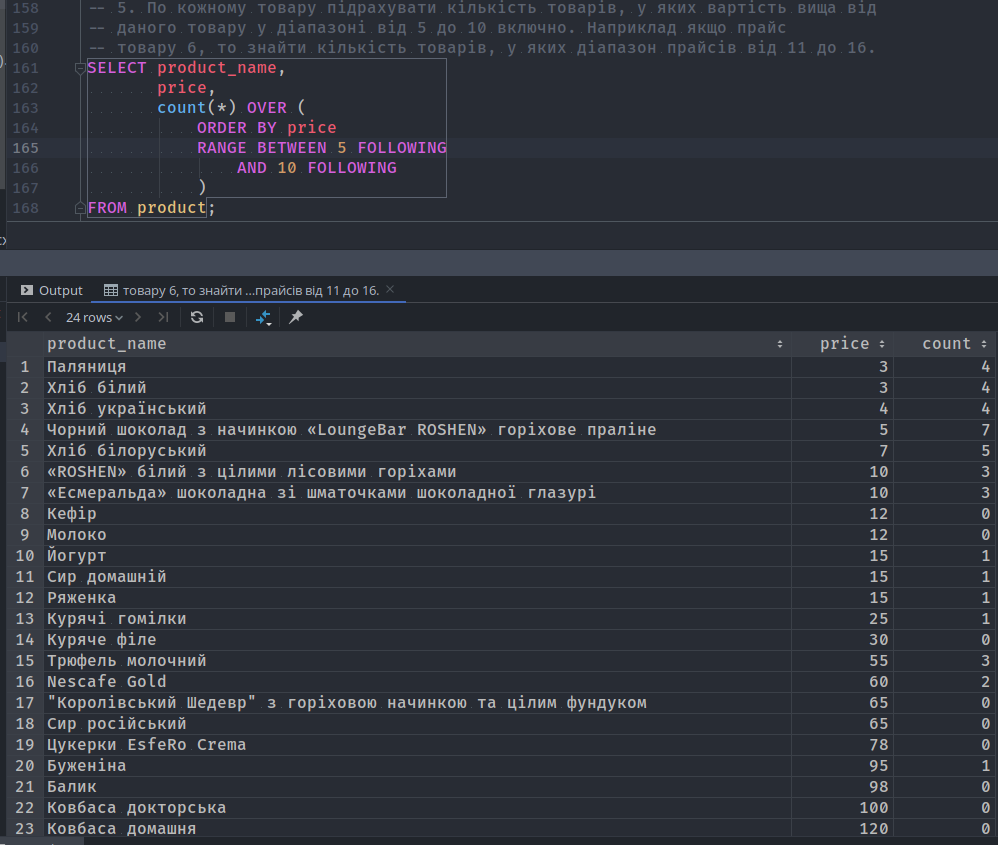 158 -- 5. По кожному товару підрахувати кількість товарів, у яких вартість вища від
159 -- даного товару у діапазоні від 5 до 10 включно. Наприклад якщо прайс
160 -- товару 6, то знайти кількість товарів, у яких діапазон прайсів від 11 до 16.
161 SELECT product_name,
162 price,
163 count(*) OVER (
164 ORDER BY price
165 RANGE BETWEEN 5 FOLLOWING
166 AND 10 FOLLOWING
167 )
168 FROM product;
Output товару 6, то знайти ...прайсів від 11 до 16.
24 rows
product_name price count
1 Паляниця 3 4
2 Хліб білий 3 4
3 Хліб український 4 4
4 Чорний шоколад з начинкою «LoungeBar ROSHEN» горіхове праліне 5 7
5 Хліб білоруський 7 5
6 «ROSHEN» білий з цілими лісовими горіхами 10 3
7 «Есмеральда» шоколадна зі шматочками шоколадної глазурі 10 3
8 Кефір 12 0
9 Молоко 12 0
10 Йогурт 15 1
11 Сир домашній 15 1
12 Ряженка 15 1
13 Курячі гомілки 25 1
14 Куряче філе 30 0
15 Трюфель молочний 55 3
16 Nescafe Gold 60 2
17 "Королівський Шедевр" з горіховою начинкою та цілим фундуком 65 0
18 Сир російський 65 0
19 Цукерки EsfeRo Crema 78 0
20 Буженіна 95 1
21 Балик 98 0
22 Ковбаса докторська 100 0
23 Ковбаса домашня 120 0